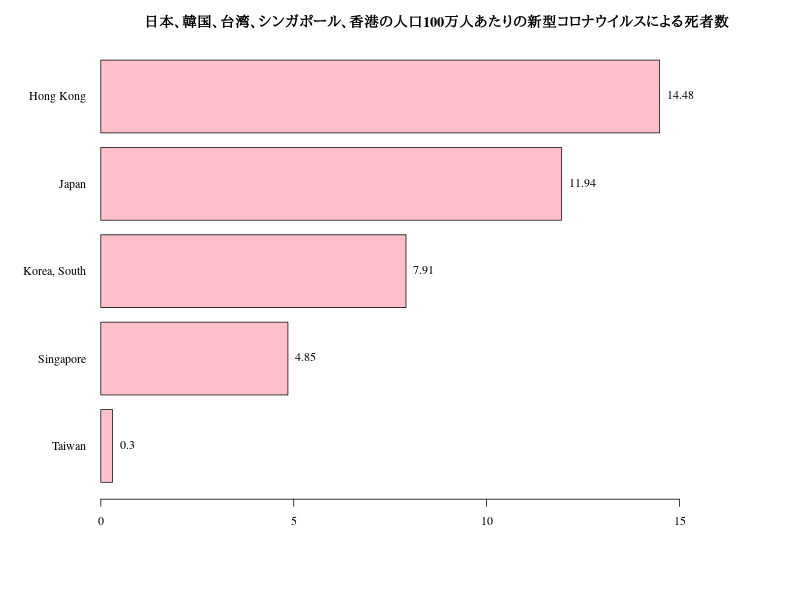 日本、韓国、台湾、シンガポール、香港の人口100万人あたりの新型コロナウイルスによる死者数
Hong Kong
14.48
Japan
11.94
Korea, South
7.91
Singapore
4.85
Taiwan
0.3
0
5
10
15